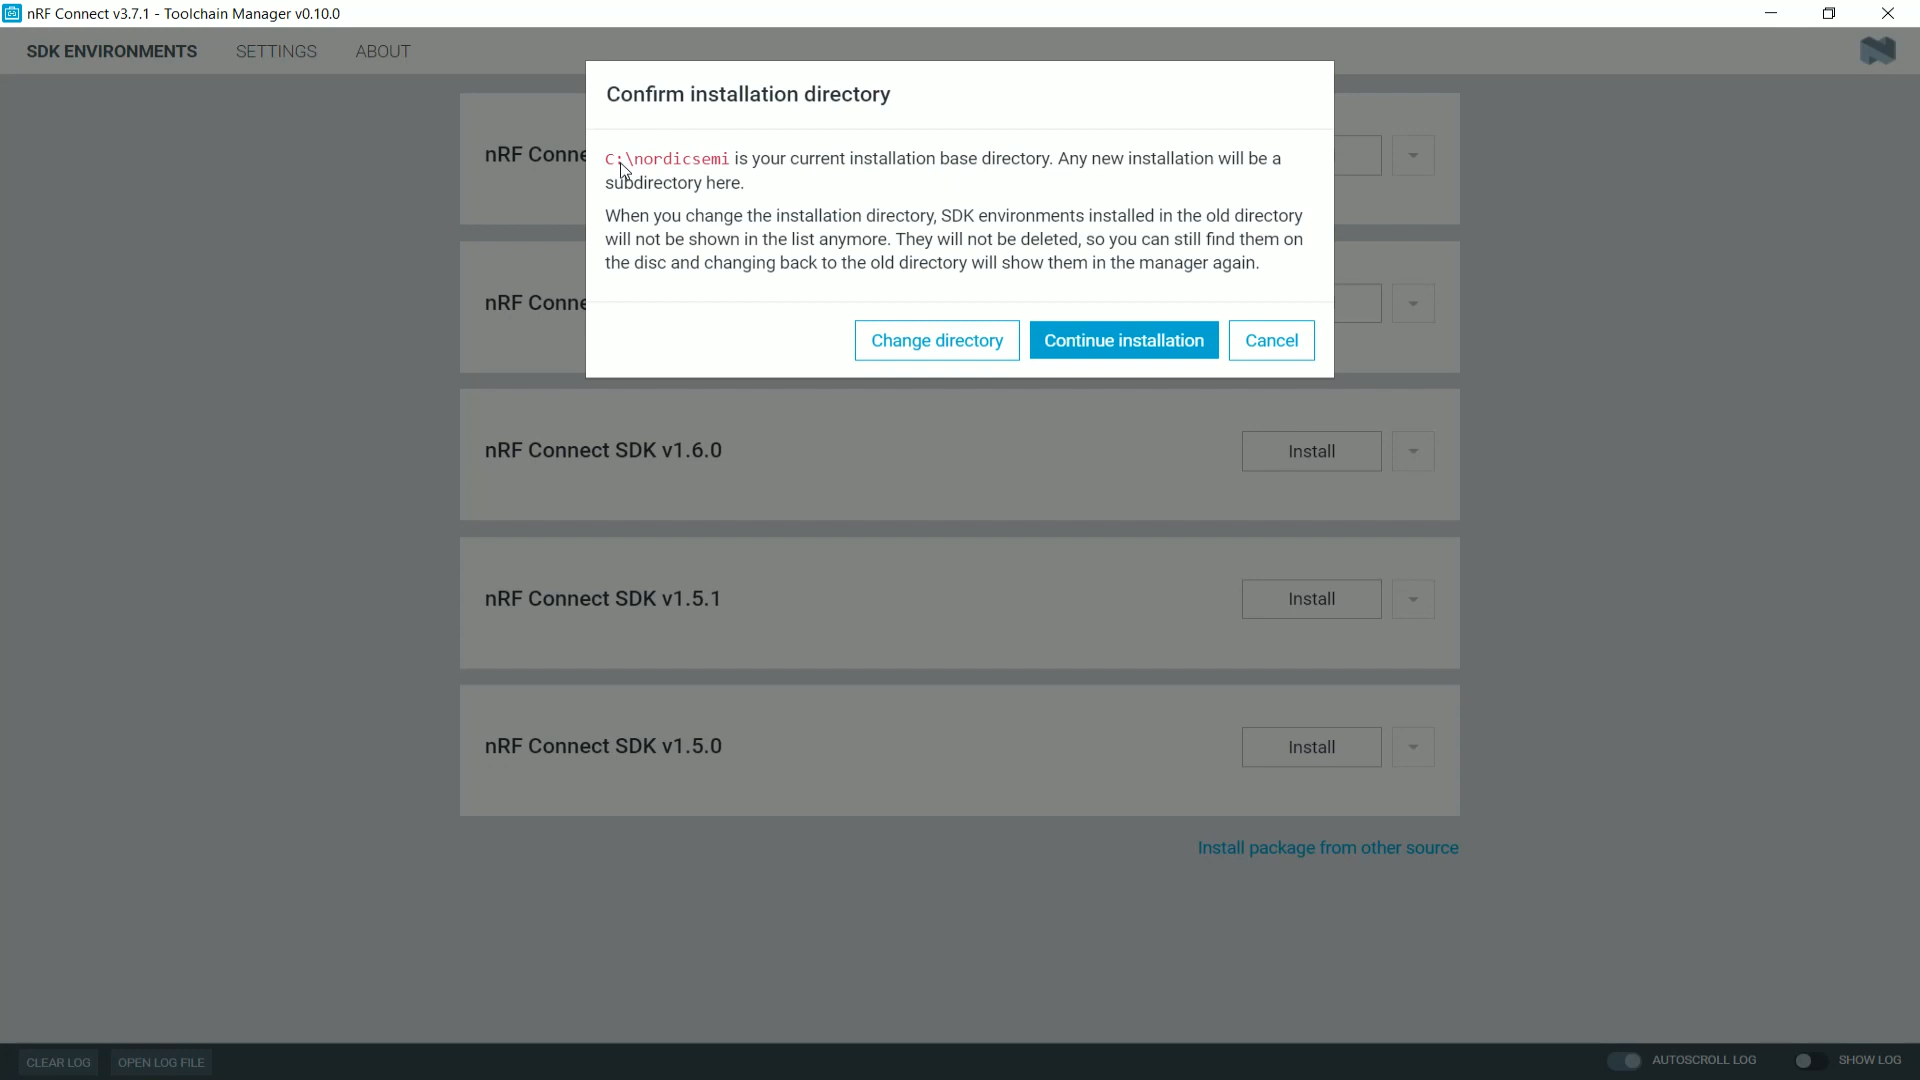 nRF Connect v3.7.1 - Toolchain Manager v0.10.0
SDK ENVIRONMENTS SETTINGS ABOUT
Confirm installation directory
C:\nordicsemi is your current installation base directory. Any new installation will be a
subdirectory here.
When you change the installation directory, SDK environments installed in the old directory
will not be shown in the list anymore. They will not be deleted, so you can still find them on
the disc and changing back to the old directory will show them in the manager again.
Change directory Continue installation Cancel
nRF Conne
nRF Conne
nRF Connect SDK v1.6.0 Install
nRF Connect SDK v1.5.1 Install
nRF Connect SDK v1.5.0 Install
Install package from other source
CLEAR LOG OPEN LOG FILE AUTOSCROLL LOG SHOW LOG